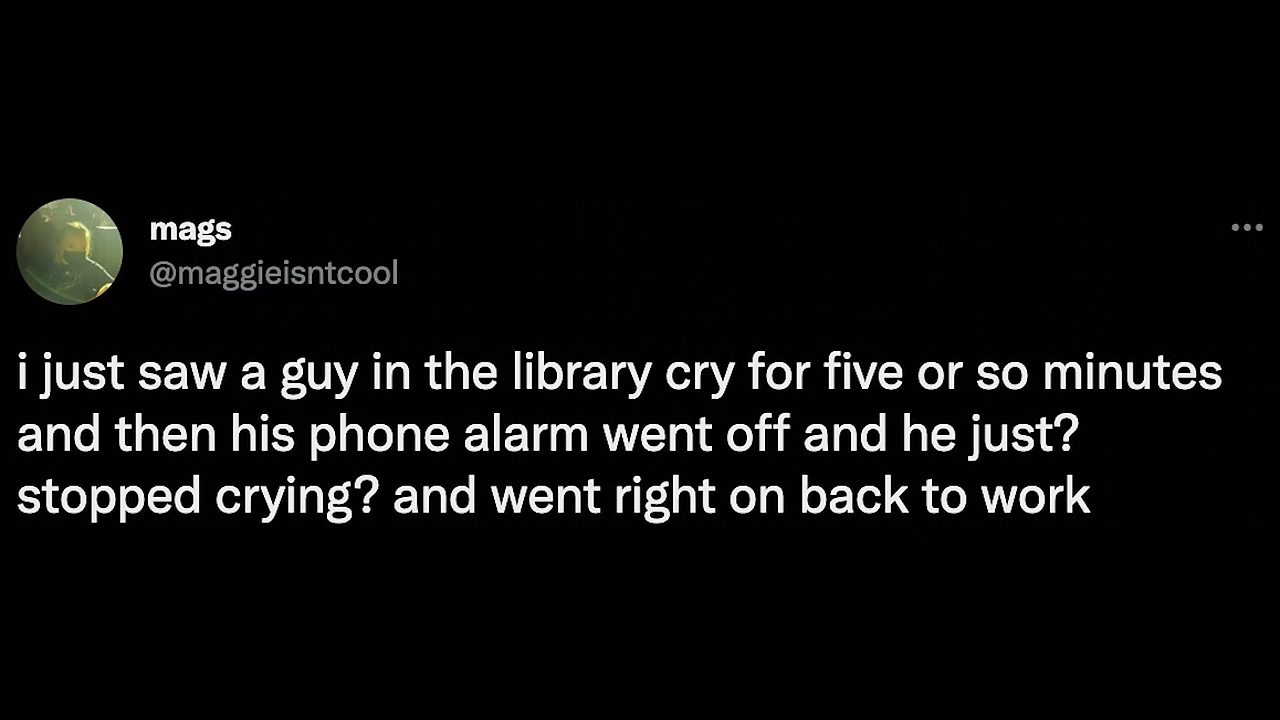 mags
@maggieisntcool
i just saw a guy in the library cry for five or so minutes
and then his phone alarm went off and he just?
stopped crying? and went right on back to work